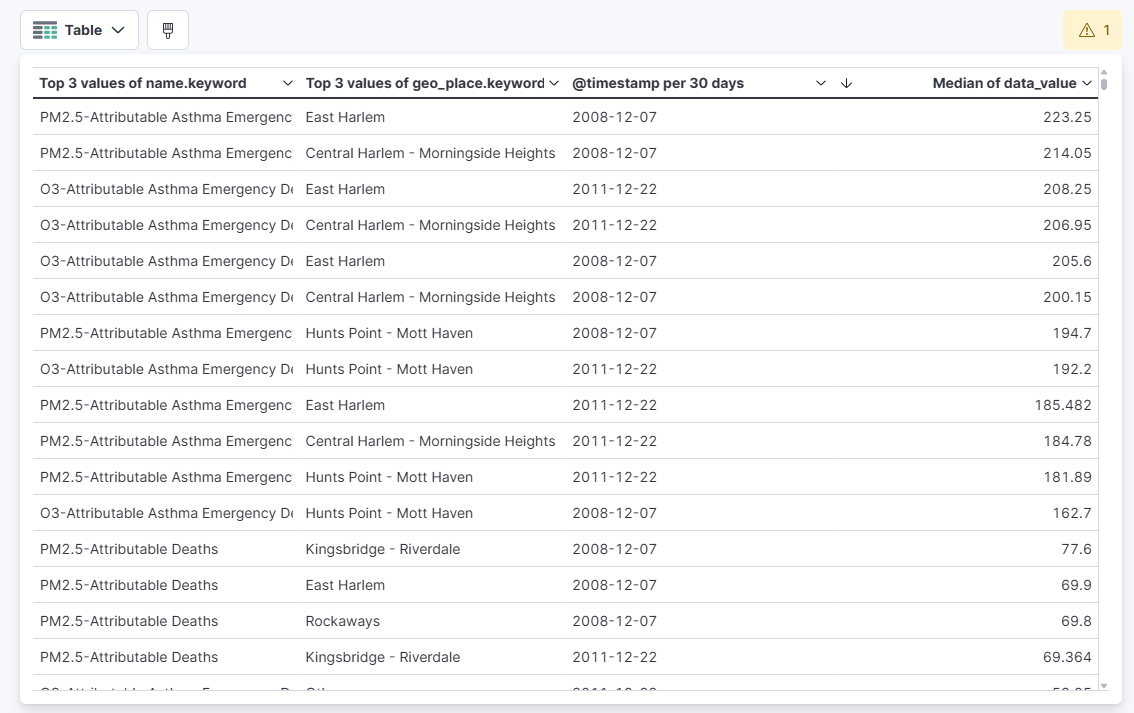 Table
1
Top 3 values of name.keyword Top 3 values of geo_place.keyword @timestamp per 30 days Median of data_value
PM2.5-Attributable Asthma Emergenc East Harlem 2008-12-07 223.25
PM2.5-Attributable Asthma Emergenc Central Harlem - Morningside Heights 2008-12-07 214.05
O3-Attributable Asthma Emergency De East Harlem 2011-12-22 208.25
O3-Attributable Asthma Emergency De Central Harlem - Morningside Heights 2011-12-22 206.95
O3-Attributable Asthma Emergency De East Harlem 2008-12-07 205.6
O3-Attributable Asthma Emergency De Central Harlem - Morningside Heights 2008-12-07 200.15
PM2.5-Attributable Asthma Emergenc Hunts Point - Mott Haven 2008-12-07 194.7
O3-Attributable Asthma Emergency De Hunts Point - Mott Haven 2011-12-22 192.2
PM2.5-Attributable Asthma Emergenc East Harlem 2011-12-22 185.482
PM2.5-Attributable Asthma Emergenc Central Harlem - Morningside Heights 2011-12-22 184.78
PM2.5-Attributable Asthma Emergenc Hunts Point - Mott Haven 2011-12-22 181.89
O3-Attributable Asthma Emergency De Hunts Point - Mott Haven 2008-12-07 162.7
PM2.5-Attributable Deaths Kingsbridge - Riverdale 2008-12-07 77.6
PM2.5-Attributable Deaths East Harlem 2008-12-07 69.9
PM2.5-Attributable Deaths Rockaways 2008-12-07 69.8
PM2.5-Attributable Deaths Kingsbridge - Riverdale 2011-12-22 69.364